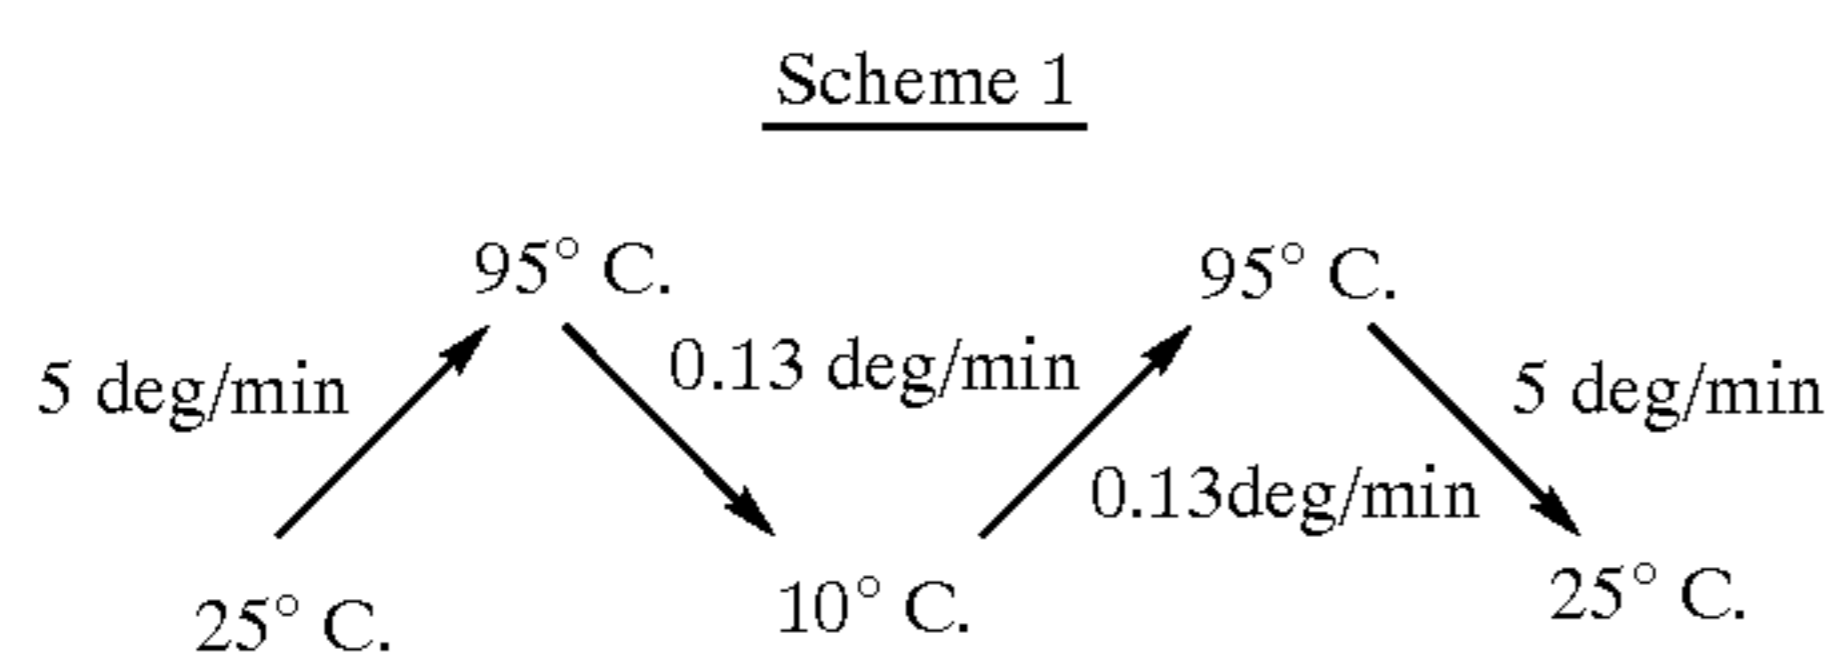 Scheme 1
95° C.
95° C.
5 deg/min
0.13 deg/min
5 deg/min
0.13deg/min
25° C.
10° C.
25° C.